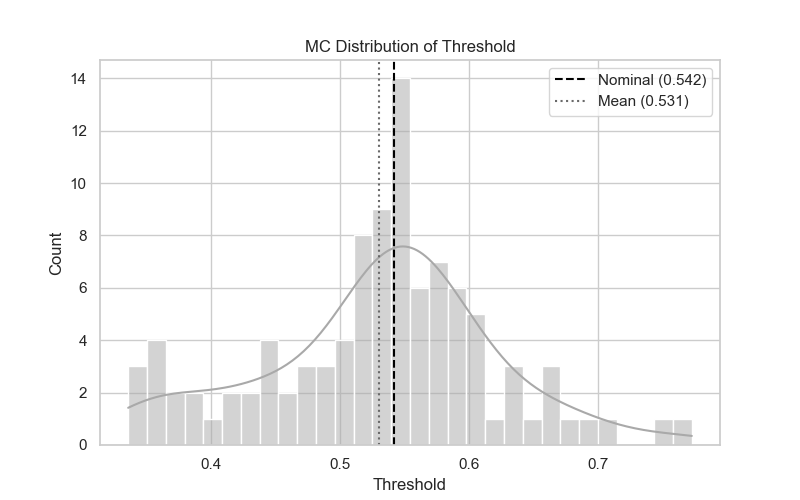 MC Distribution of Threshold
Nominal (0.542)
Mean (0.531)
14
12
10
8
6
4
2
0
Count
0.4 0.5 0.6 0.7
Threshold